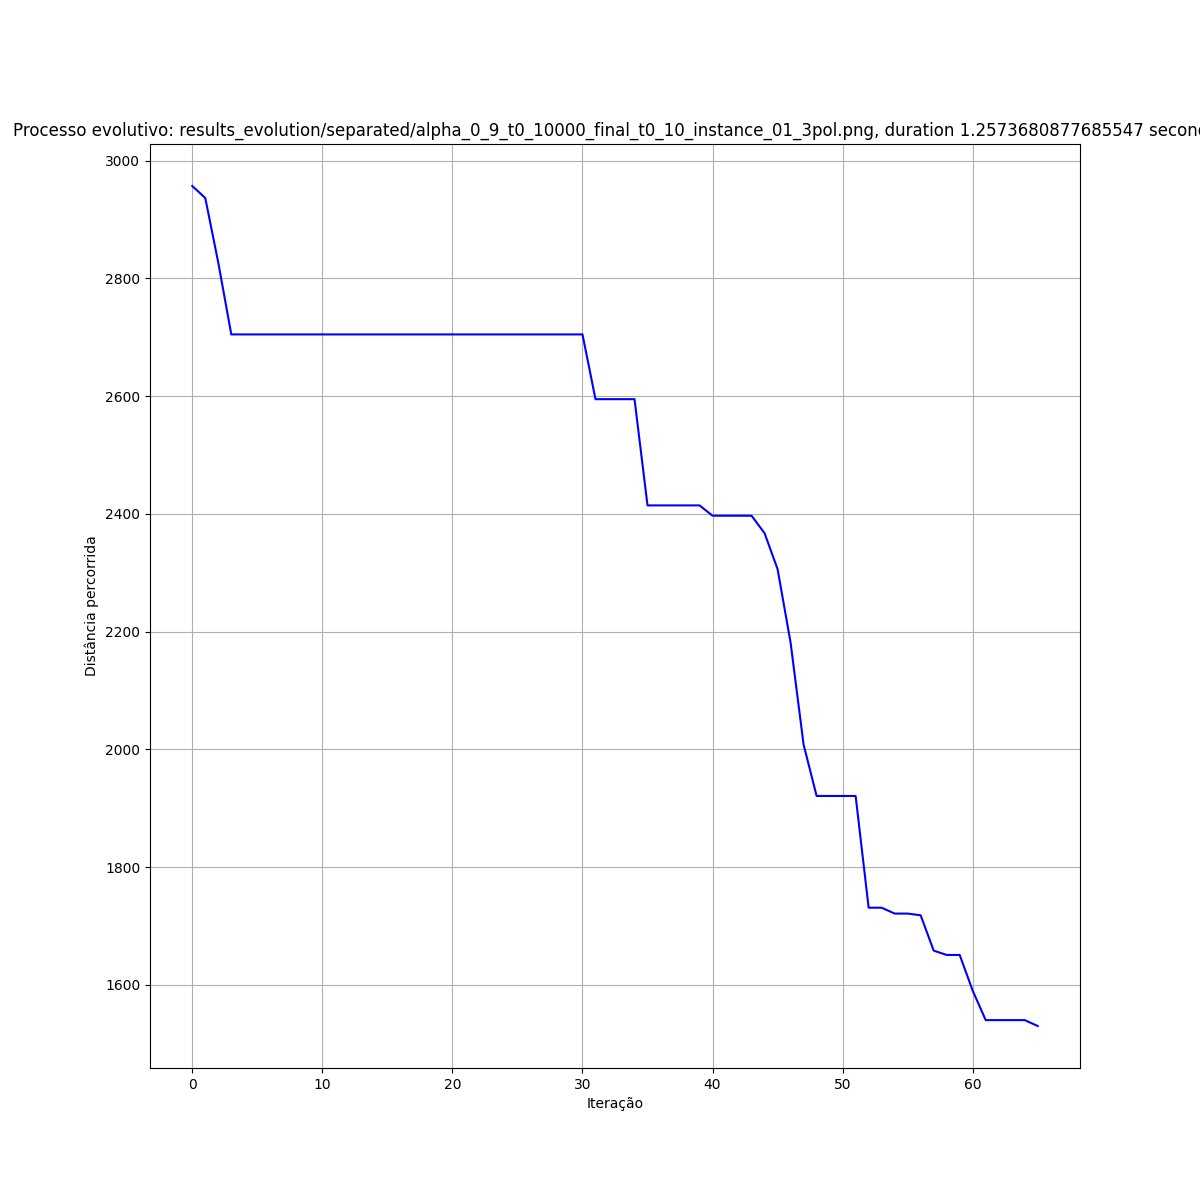 Processo evolutivo: results_evolution/separated/alpha_0_9_t0_10000_final_t0_10_instance_01_3pol.png, duration 1.2573680877685547
3000
2800
2600
2400
2200
2000
1800
1600
Distância percorrida
0 10 20 30 40 50 60
Iteração